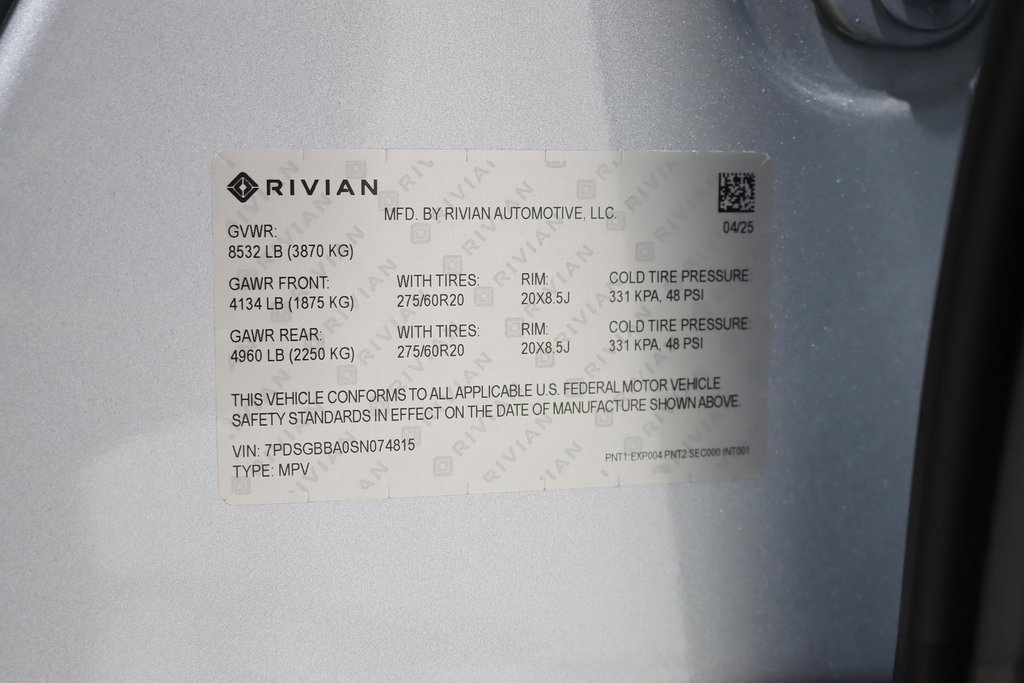 RIVIAN
MFD. BY RIVIAN AUTOMOTIVE, LLC.
04/25
GVWR:
8532 LB (3870 KG)
GAWR FRONT: WITH TIRES: RIM: COLD TIRE PRESSURE:
4134 LB (1875 KG) 275/60R20 20X8.5J 331 KPA, 48 PSI
GAWR REAR: WITH TIRES: RIM: COLD TIRE PRESSURE:
4960 LB (2250 KG) 275/60R20 20X8.5J 331 KPA, 48 PSI
THIS VEHICLE CONFORMS TO ALL APPLICABLE U.S. FEDERAL MOTOR VEHICLE
SAFETY STANDARDS IN EFFECT ON THE DATE OF MANUFACTURE SHOWN ABOVE.
VIN: 7PDSGBBA0SN074815
TYPE: MPV
PNT1:EXP004 PNT2:SEC000 INT001